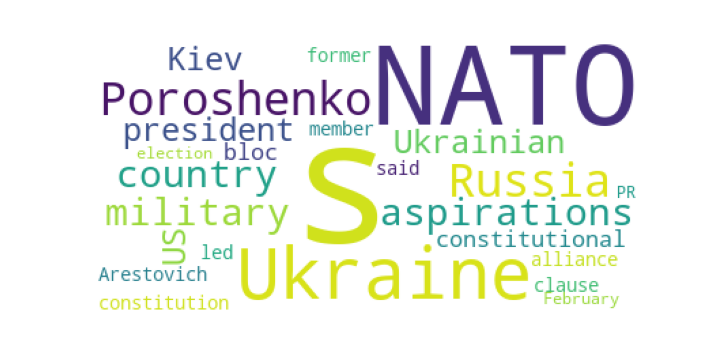 Kiev former NATO
Poroshenko
president member Ukrainian
election bloc said
country S Russia PR
military aspirations
US led constitutional
Ukraine alliance
Arestovich clause
constitution February